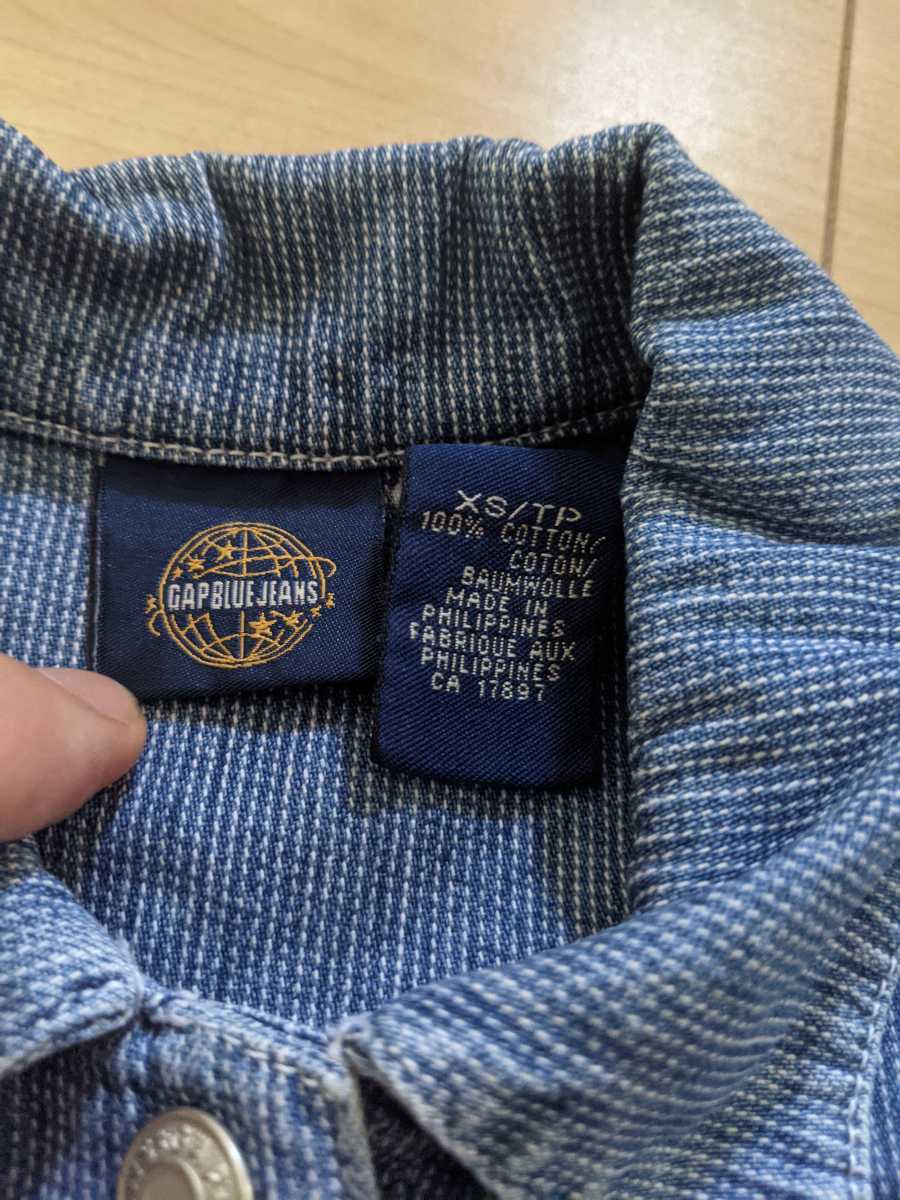 GAPBLUEJEANS
XS/TP
100% COTTON/
COTON/
BAUMWOLLE
MADE IN
PHILIPPINES
FABRIQUE AUX
PHILIPPINES
CA 17897